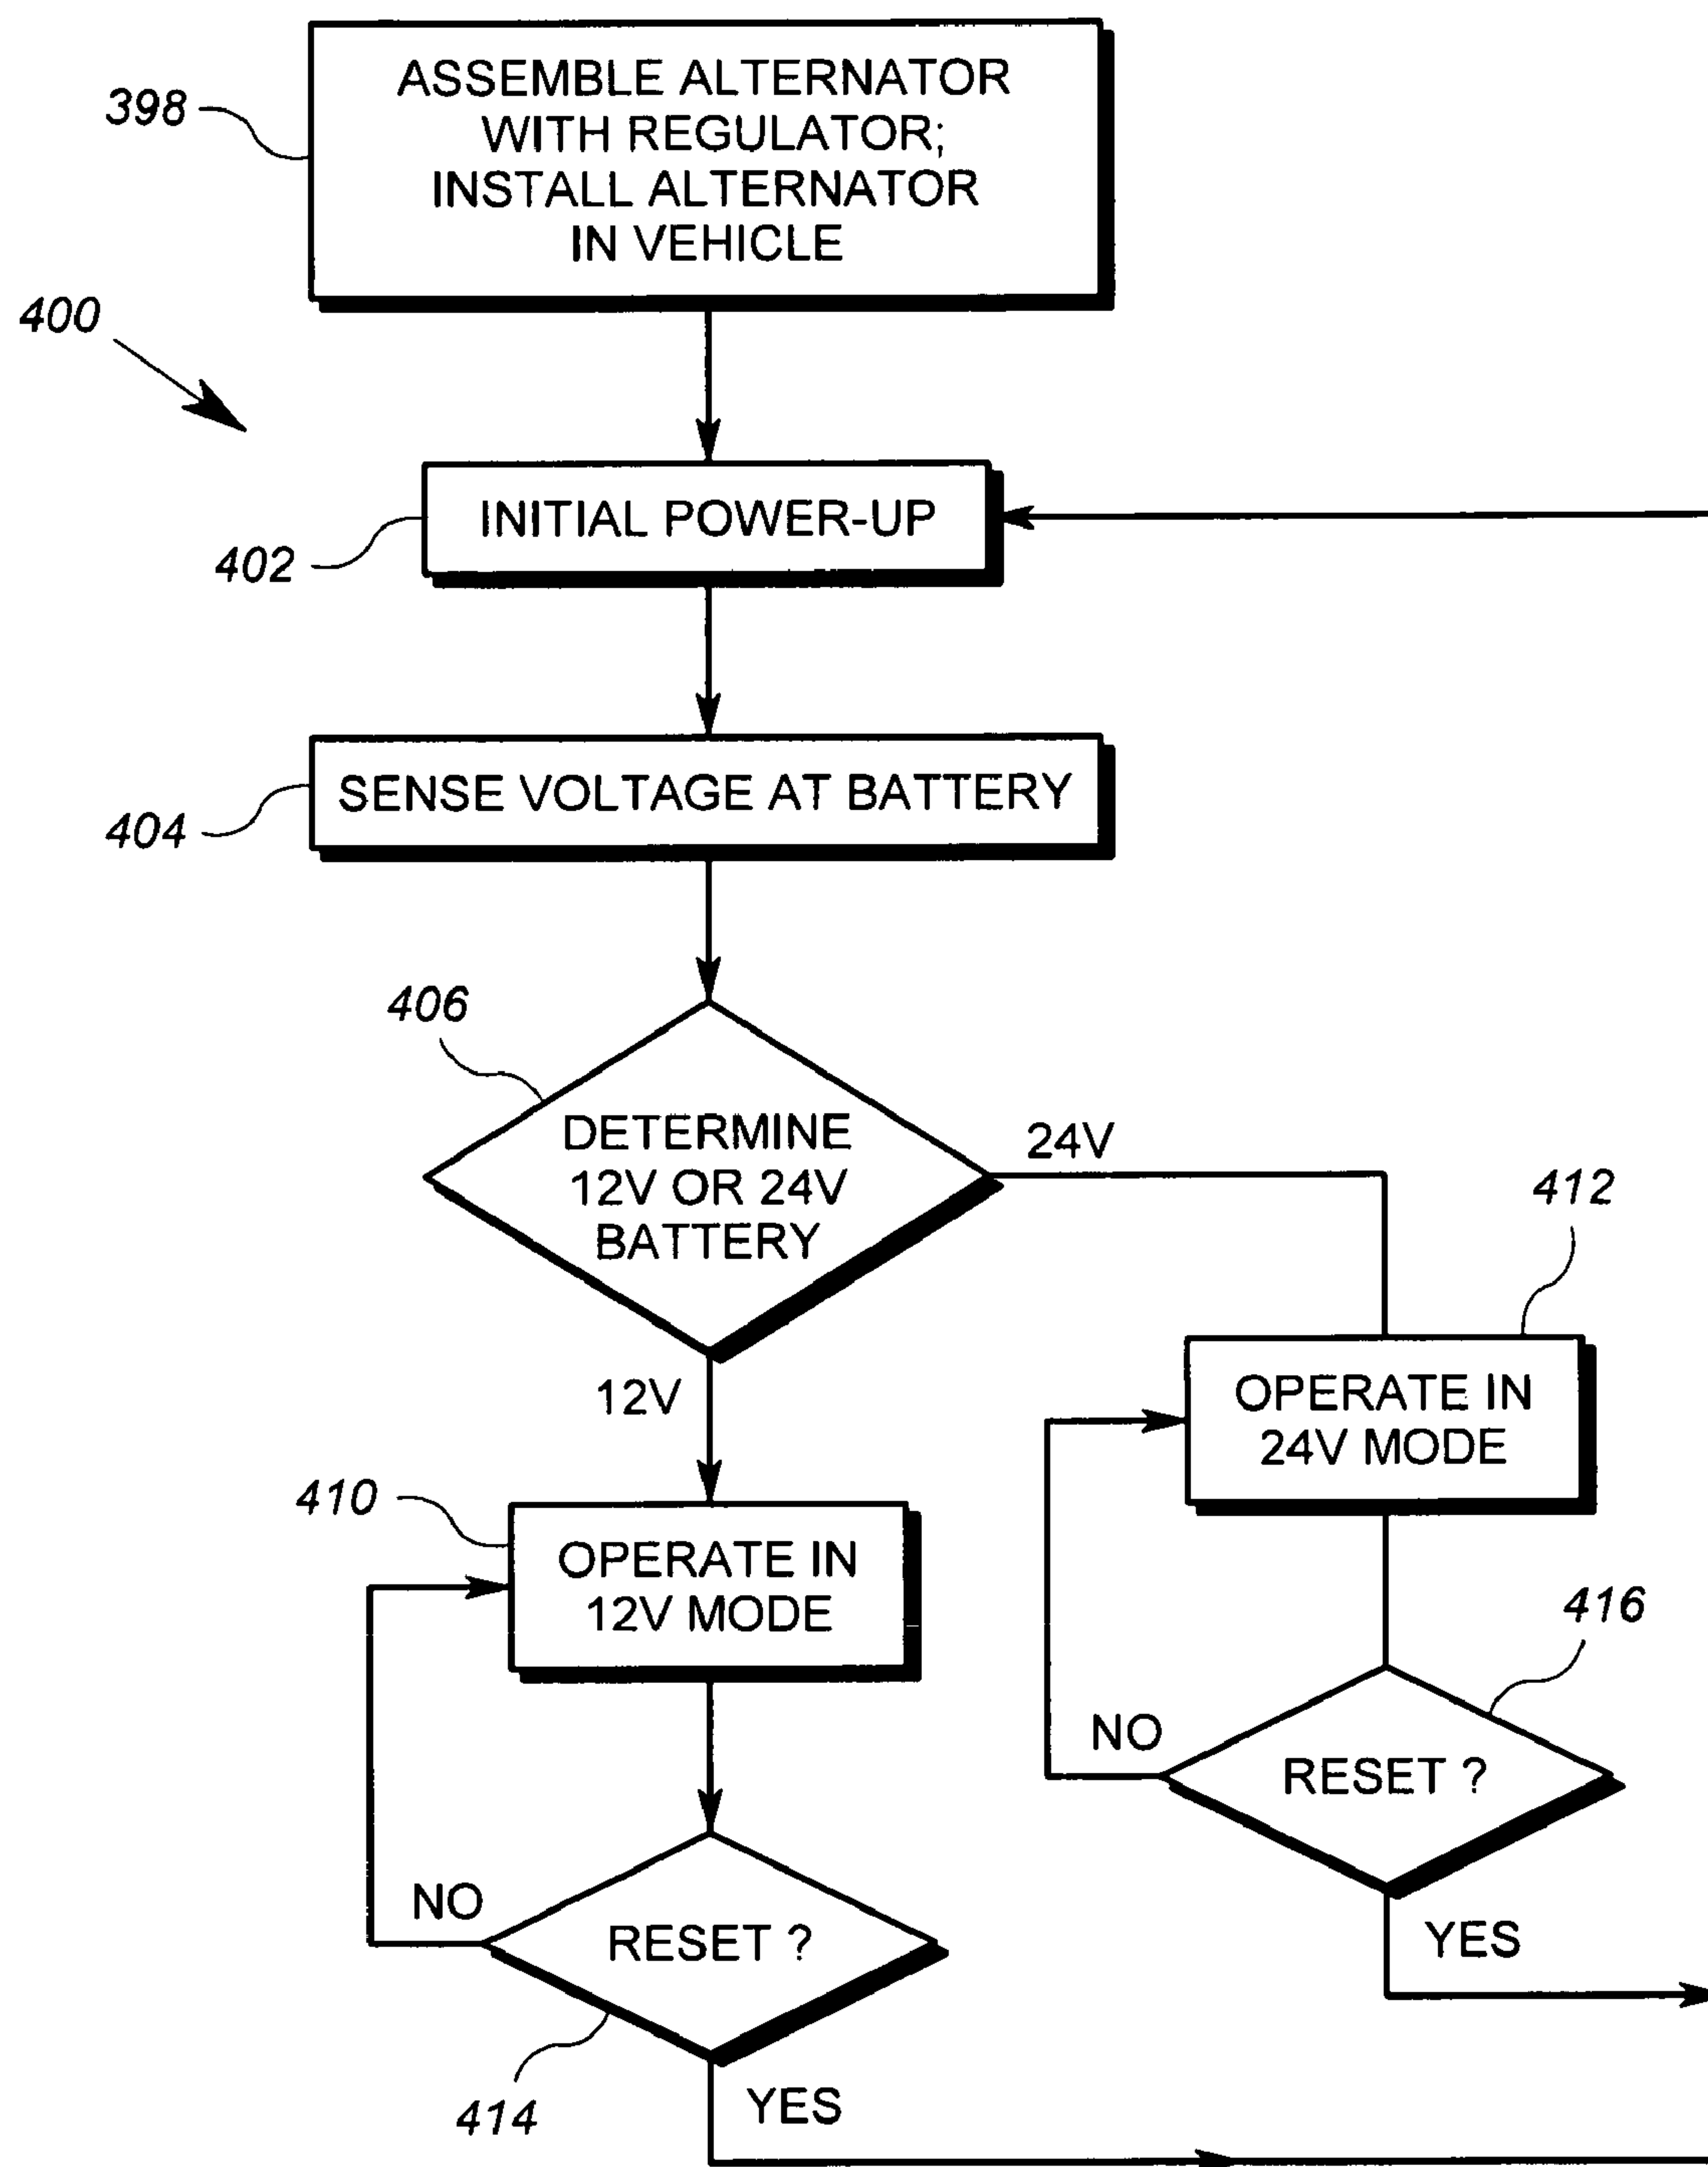 398
ASSEMBLE ALTERNATOR
WITH REGULATOR;
INSTALL ALTERNATOR
IN VEHICLE
400
402
INITIAL POWER-UP
404
SENSE VOLTAGE AT BATTERY
406
DETERMINE
12V OR 24V
BATTERY
24V
12V
412
OPERATE IN
24V MODE
410
OPERATE IN
12V MODE
416
NO
RESET ?
YES
NO
RESET ?
414
YES